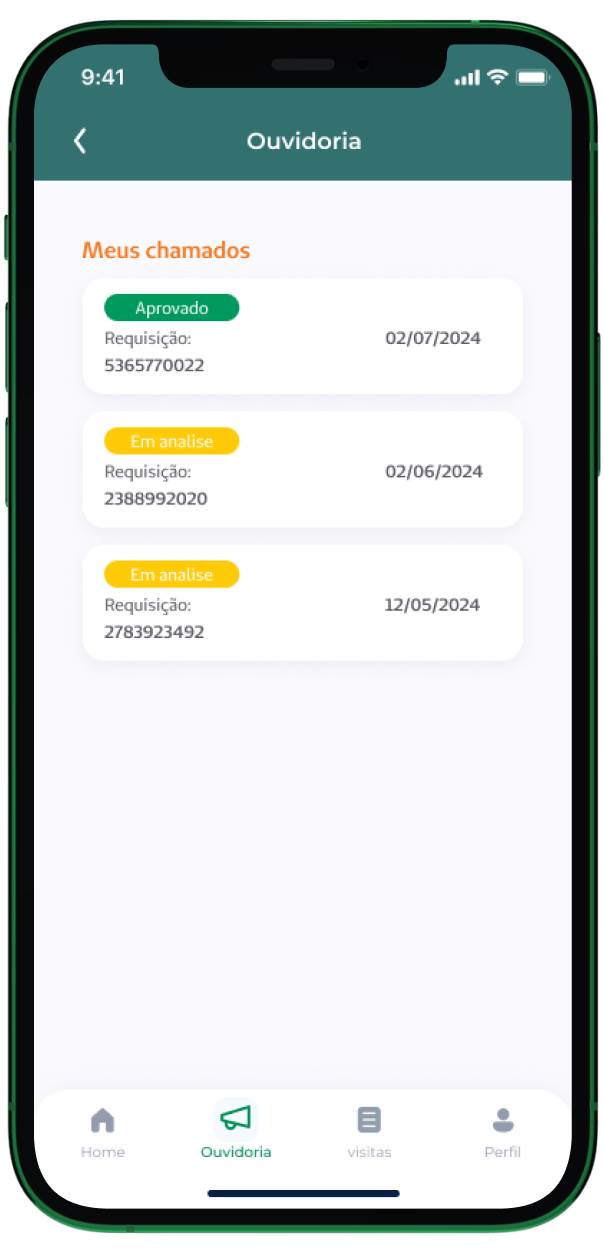 9:41
Ouvidoria
Meus chamados
Aprovado
Requisição:
02/07/2024
5365770022
Em analise
Requisição:
02/06/2024
2388992020
Em analise
Requisição:
12/05/2024
2783923492
Home
Ouvidoria
visitas
Perfil